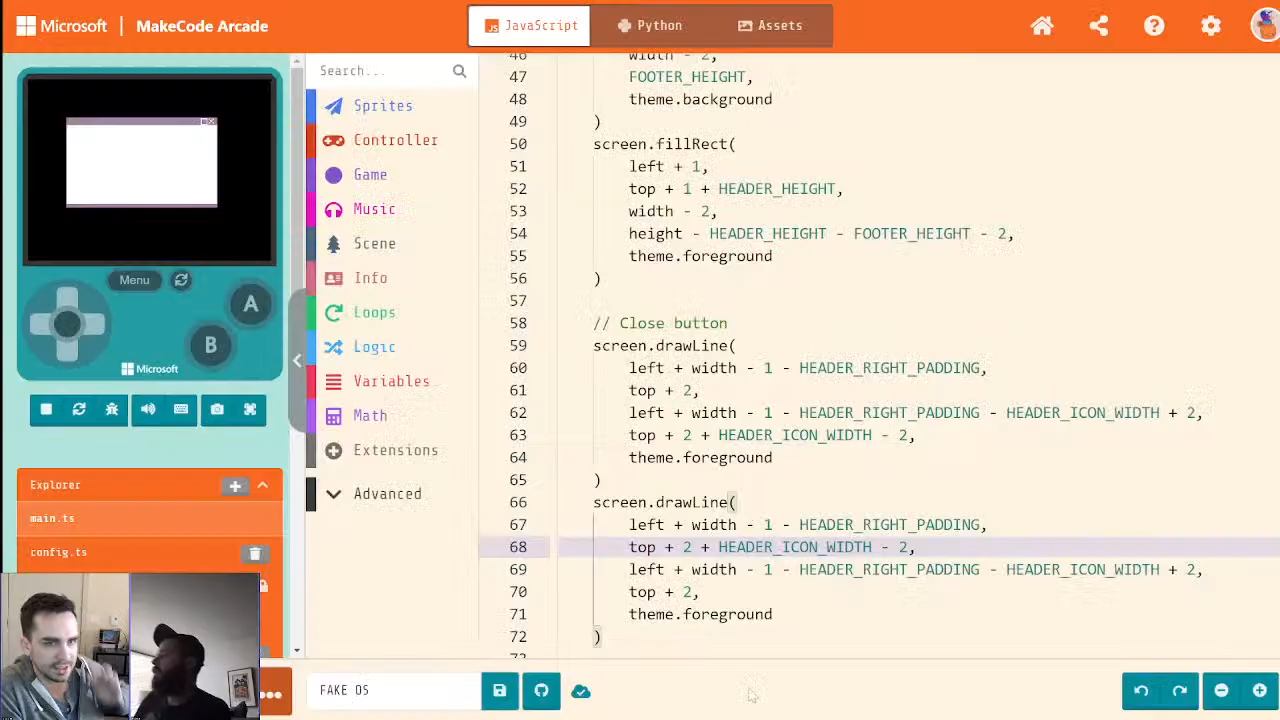 Microsoft MakeCode Arcade JavaScript Python Assets
Search...
Sprites
Controller
Game
Music
Scene
Info
Loops
Logic
Variables
Math
Extensions
Advanced
Menu
A
B
Microsoft
Explorer
main.ts
config.ts
46 width - 2,
47 FOOTER_HEIGHT,
48 theme.background
49 )
50 screen.fillRect(
51 left + 1,
52 top + 1 + HEADER_HEIGHT,
53 width - 2,
54 height - HEADER_HEIGHT - FOOTER_HEIGHT - 2,
55 theme.foreground
56 )
57
58 // Close button
59 screen.drawLine(
60 left + width - 1 - HEADER_RIGHT_PADDING,
61 top + 2,
62 left + width - 1 - HEADER_RIGHT_PADDING - HEADER_ICON_WIDTH + 2,
63 top + 2 + HEADER_ICON_WIDTH - 2,
64 theme.foreground
65 )
66 screen.drawLine(
67 left + width - 1 - HEADER_RIGHT_PADDING,
68 top + 2 + HEADER_ICON_WIDTH - 2,
69 left + width - 1 - HEADER_RIGHT_PADDING - HEADER_ICON_WIDTH + 2,
70 top + 2,
71 theme.foreground
72 )
FAKE OS